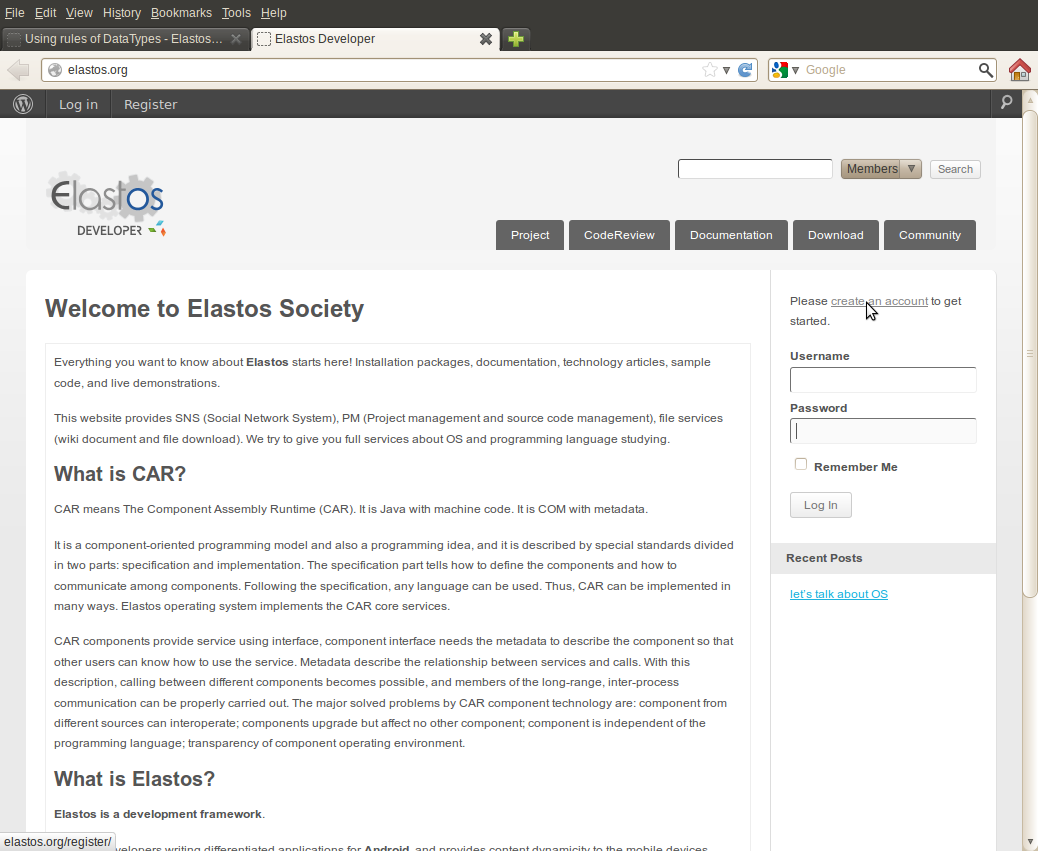 File Edit View History Bookmarks Tools Help
Using rules of DataTypes - Elastos...
Elastos Developer
elastos.org
Google
Log in
Register
Elastos
DEVELOPER
Members
Search
Project
CodeReview
Documentation
Download
Community
Welcome to Elastos Society
Everything you want to know about Elastos starts here! Installation packages, documentation, technology articles, sample
code, and live demonstrations.
This website provides SNS (Social Network System), PM (Project management and source code management), file services
(wiki document and file download). We try to give you full services about OS and programming language studying.
What is CAR?
CAR means The Component Assembly Runtime (CAR). It is Java with machine code. It is COM with metadata.
It is a component-oriented programming model and also a programming idea, and it is described by special standards divided
in two parts: specification and implementation. The specification part tells how to define the components and how to
communicate among components. Following the specification, any language can be used. Thus, CAR can be implemented in
many ways. Elastos operating system implements the CAR core services.
CAR components provide service using interface, component interface needs the metadata to describe the component so that
other users can know how to use the service. Metadata describe the relationship between services and calls. With this
description, calling between different components becomes possible, and members of the long-range, inter-process
communication can be properly carried out. The major solved problems by CAR component technology are: component from
different sources can interoperate; components upgrade but affect no other component; component is independent of the
programming language; transparency of component operating environment.
What is Elastos?
Elastos is a development framework.
velopers writing differentiated applications for Android, and provides content dynamicity to the mobile devices
Please create an account to get
started.
Username
Password
Remember Me
Log In
Recent Posts
let's talk about OS
elastos.org/register/